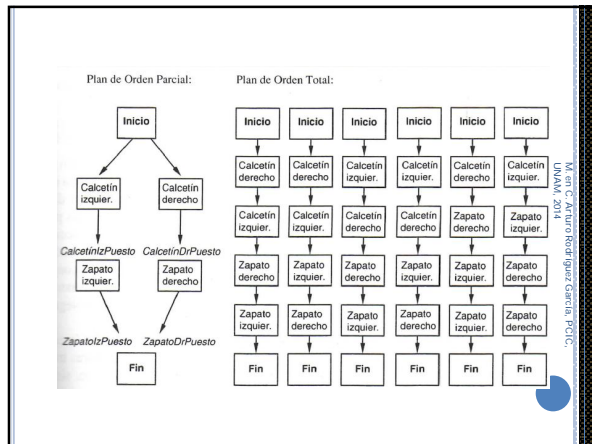 Plan de Orden Parcial:
Plan de Orden Total:
Inicio
Calcetín
izquier.
Calcetín
derecho
CalcetínIzPuesto
CalcetínDrPuesto
Zapato
izquier.
Zapato
derecho
ZapatoIzPuesto
ZapatoDrPuesto
Fin
Inicio
Calcetín
derecho
Calcetín
izquier.
Zapato
derecho
Zapato
izquier.
Fin
Inicio
Calcetín
derecho
Calcetín
izquier.
Zapato
izquier.
Zapato
derecho
Fin
Inicio
Calcetín
izquier.
Calcetín
derecho
Zapato
derecho
Zapato
izquier.
Fin
Inicio
Calcetín
izquier.
Calcetín
derecho
Zapato
izquier.
Zapato
derecho
Fin
Inicio
Calcetín
derecho
Zapato
derecho
Calcetín
izquier.
Zapato
izquier.
Fin
Inicio
Calcetín
izquier.
Zapato
izquier.
Zapato
derecho
Zapato
derecho
Fin
M. en C. Arturo Rodríguez García, PCIC,
UNAM, 2014